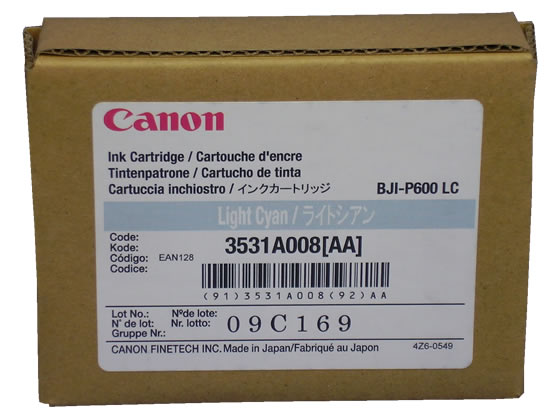 Canon
Ink Cartridge / Cartouche d'encre
Tintenpatrone / Cartucho de tinta
Cartuccia inchiostro / インクカートリッジ BJI-P600 LC
Light Cyan / ライトシアン
Code:
Kode:
Código: EAN128
Codice:
3531A008[AA]
(91)3531A008(92)AA
Lot No.: Nºde lote:
N° de lot: Nr. lotto:
Gruppe Nr.:
09C169
CANON FINETECH INC. Made in Japan/Fabriqué au Japon 4Z6-0549